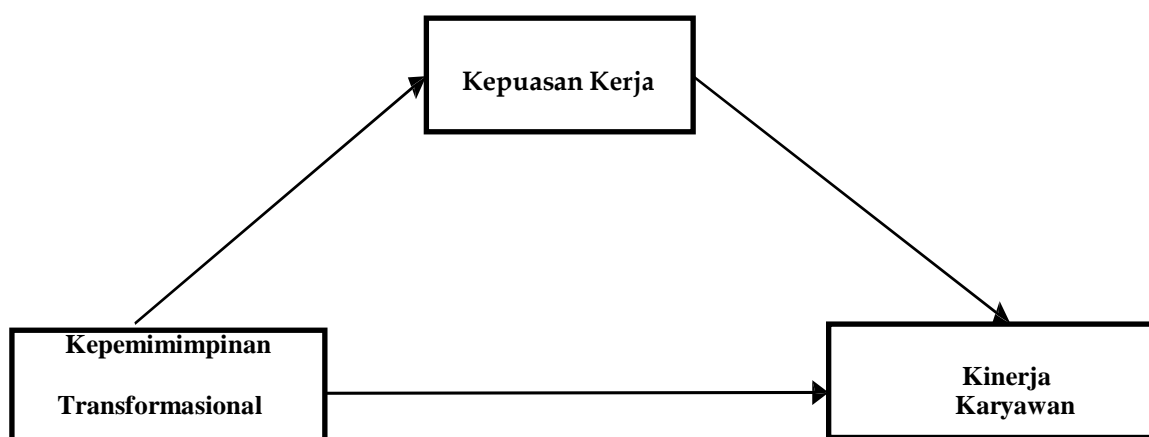 Kepuasan Kerja
Kepemimimpinan
Transformasional
Kinerja
Karyawan